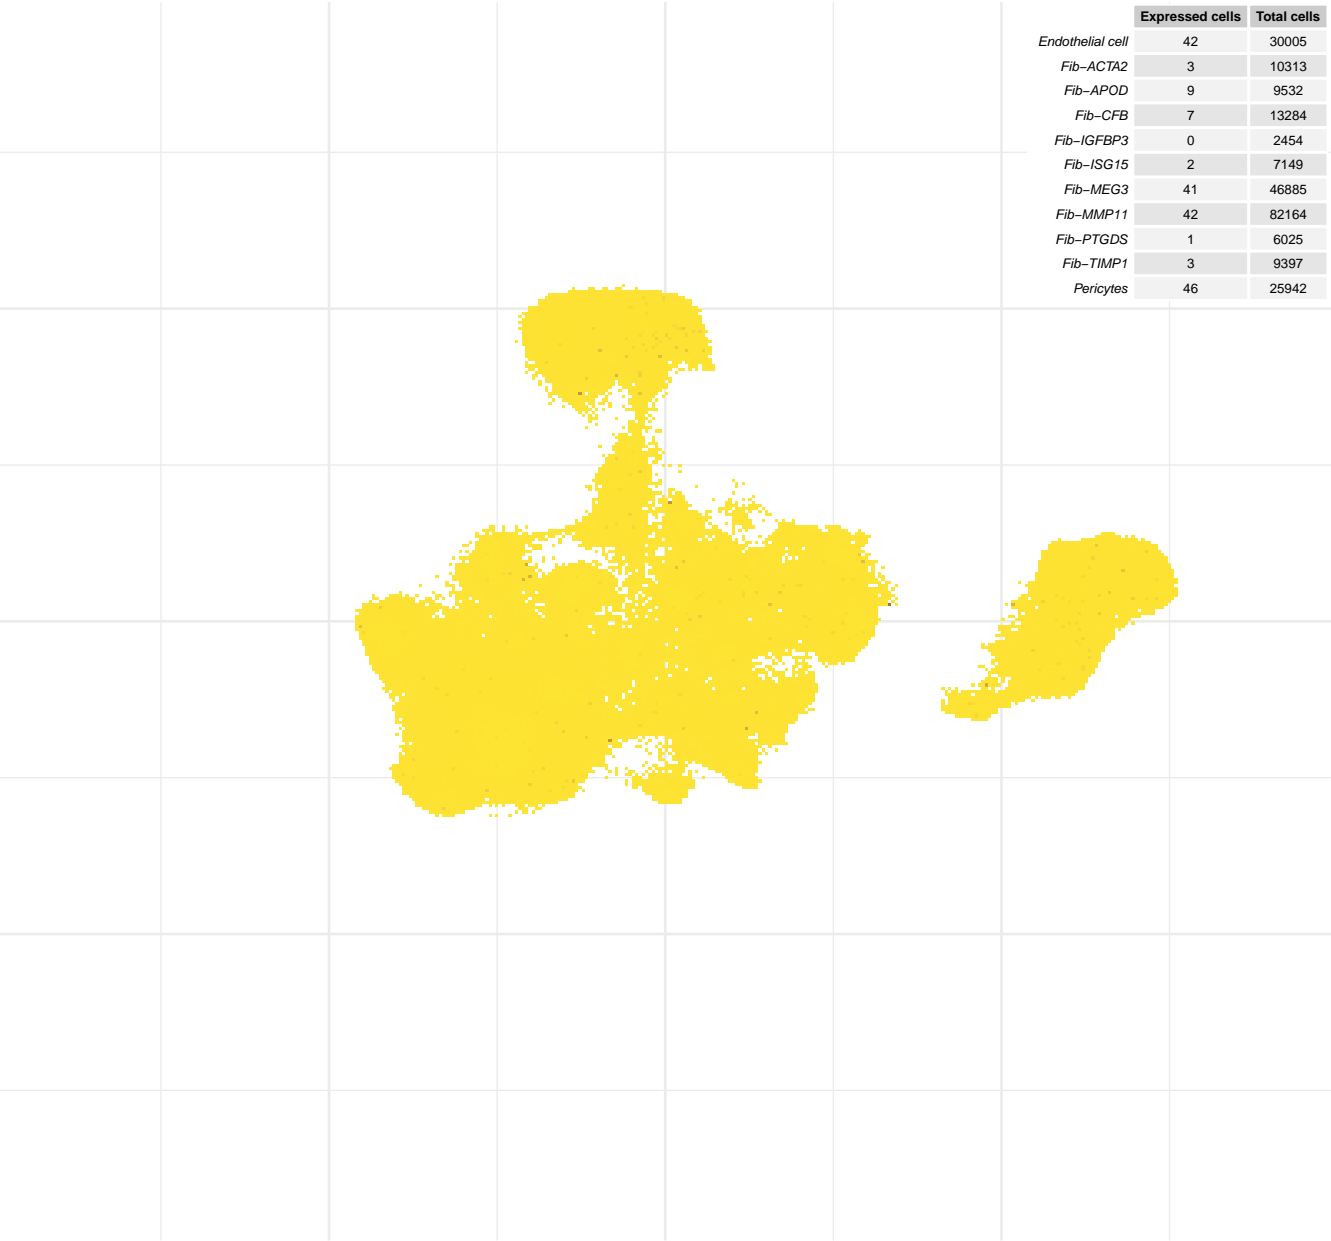 Expressed cells Total cells
Endothelial cell 42 30005
Fib−ACTA2 3 10313
Fib−APOD 9 9532
Fib−CFB 7 13284
Fib−IGFBP3 0 2454
Fib−ISG15 2 7149
Fib−MEG3 41 46885
Fib−MMP11 42 82164
Fib−PTGDS 1 6025
Fib−TIMP1 3 9397
Pericytes 46 25942